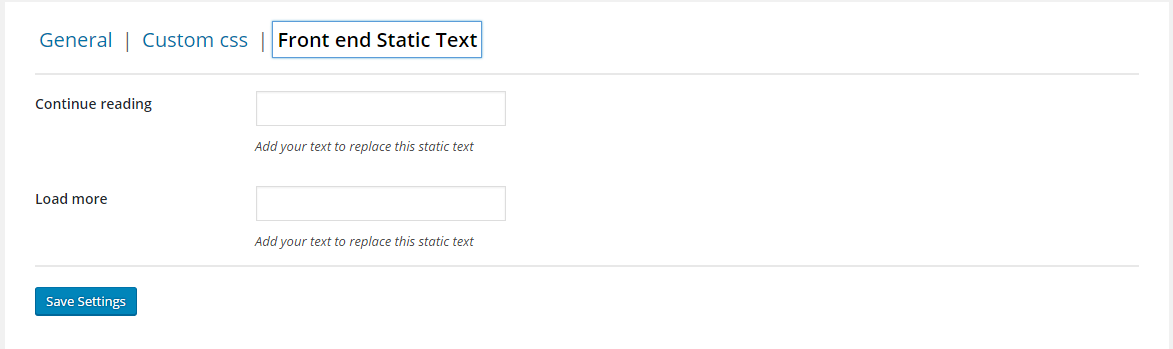 General | Custom css | Front end Static Text
Continue reading
Add your text to replace this static text
Load more
Add your text to replace this static text
Save Settings